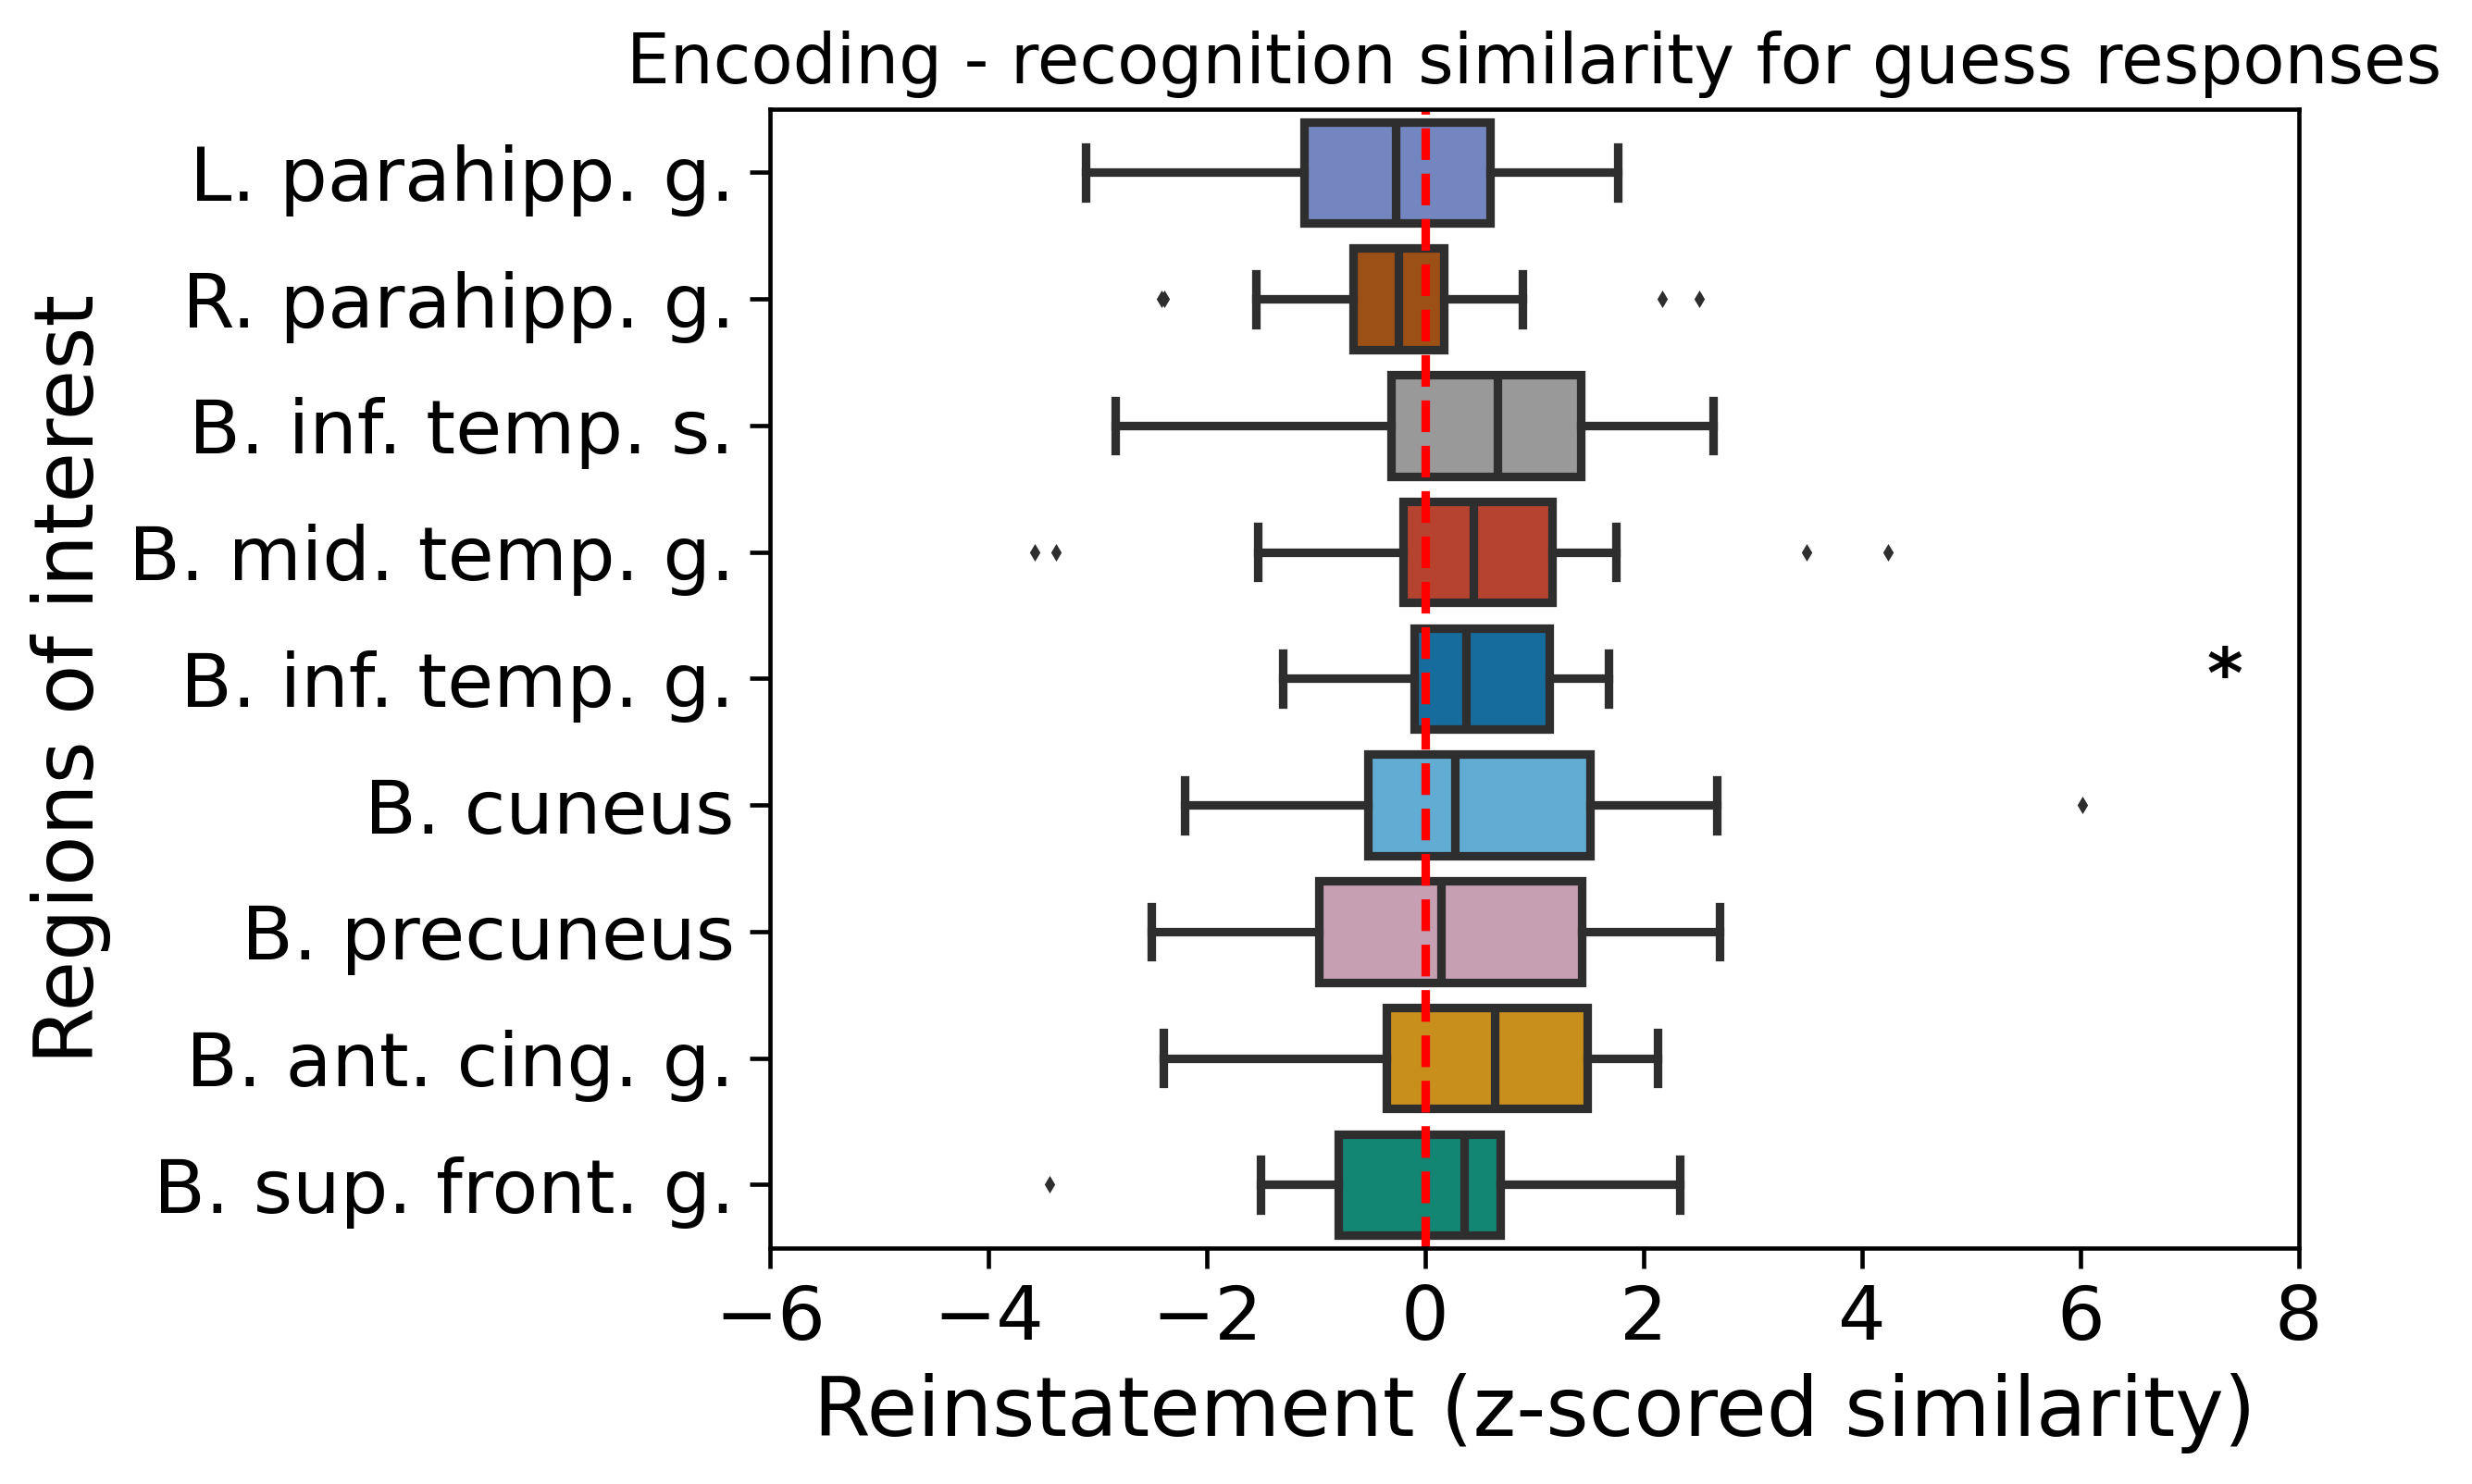 Encoding - recognition similarity for guess responses
Regions of interest
L. parahipp. g.
R. parahipp. g.
B. inf. temp. s.
B. mid. temp. g.
B. inf. temp. g.
*
B. cuneus
B. precuneus
B. ant. cing. g.
B. sup. front. g.
−6 −4 −2 0 2 4 6 8
Reinstatement (z-scored similarity)